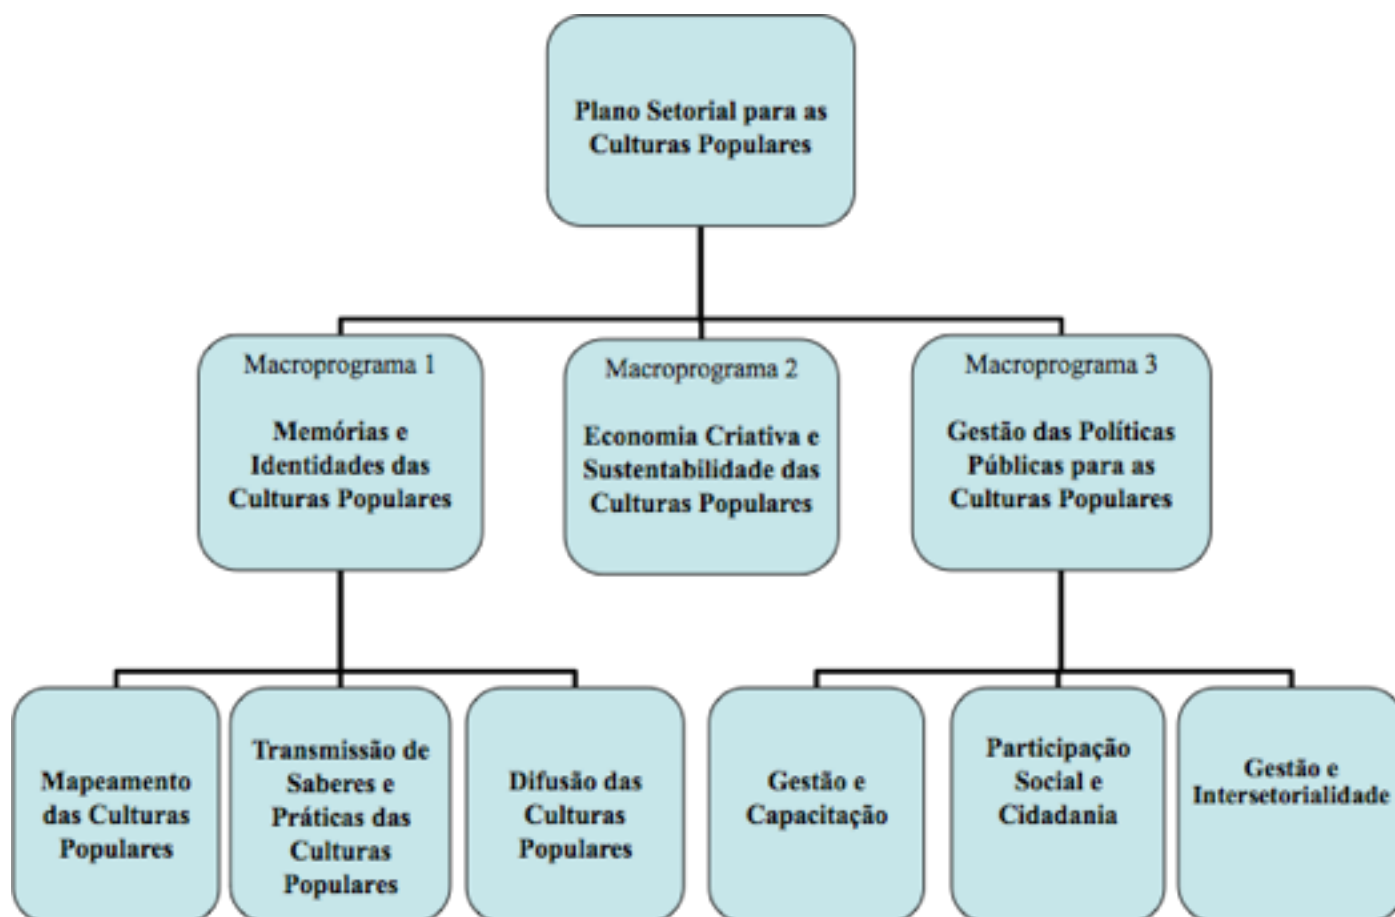 Plano Setorial para as
Culturas Populares
Macroprograma 1
Memórias e
Identidades das
Culturas Populares
Macroprograma 2
Economia Criativa e
Sustentabilidade das
Culturas Populares
Macroprograma 3
Gestão das Políticas
Públicas para as
Culturas Populares
Mapeamento
das Culturas
Populares
Transmissão de
Saberes e
Práticas das
Culturas
Populares
Difusão das
Culturas
Populares
Gestão e
Capacitação
Participação
Social e
Cidadania
Gestão e
Intersetorialidade